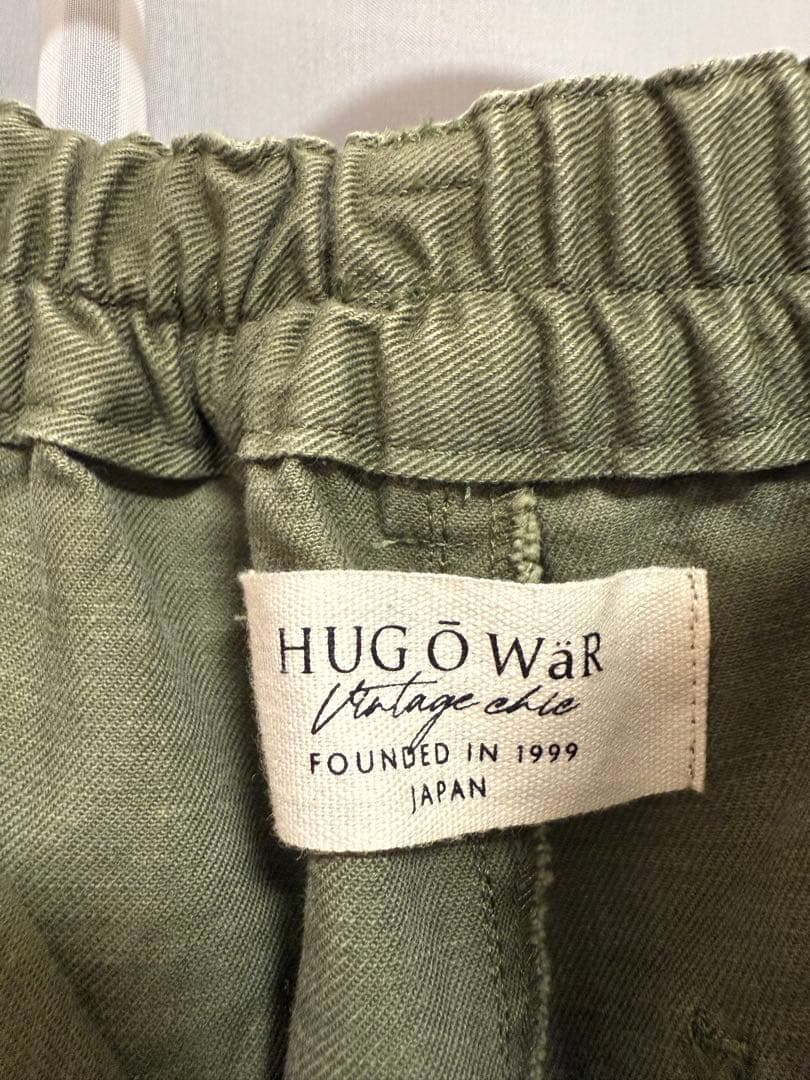 HUG Ō WäR
Vintage chic
FOUNDED IN 1999
JAPAN